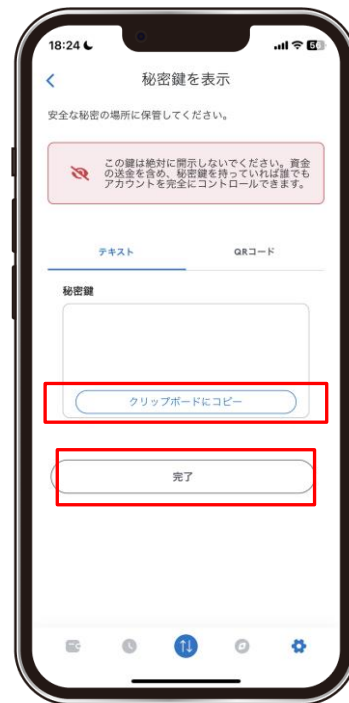 18:24
秘密鍵を表示
安全な秘密の場所に保管してください。
この鍵は絶対に開示しないでください。資金
の送金を含め、秘密鍵を持っていれば誰でも
アカウントを完全にコントロールできます。
テキスト
QRコード
秘密鍵
クリップボードにコピー
完了